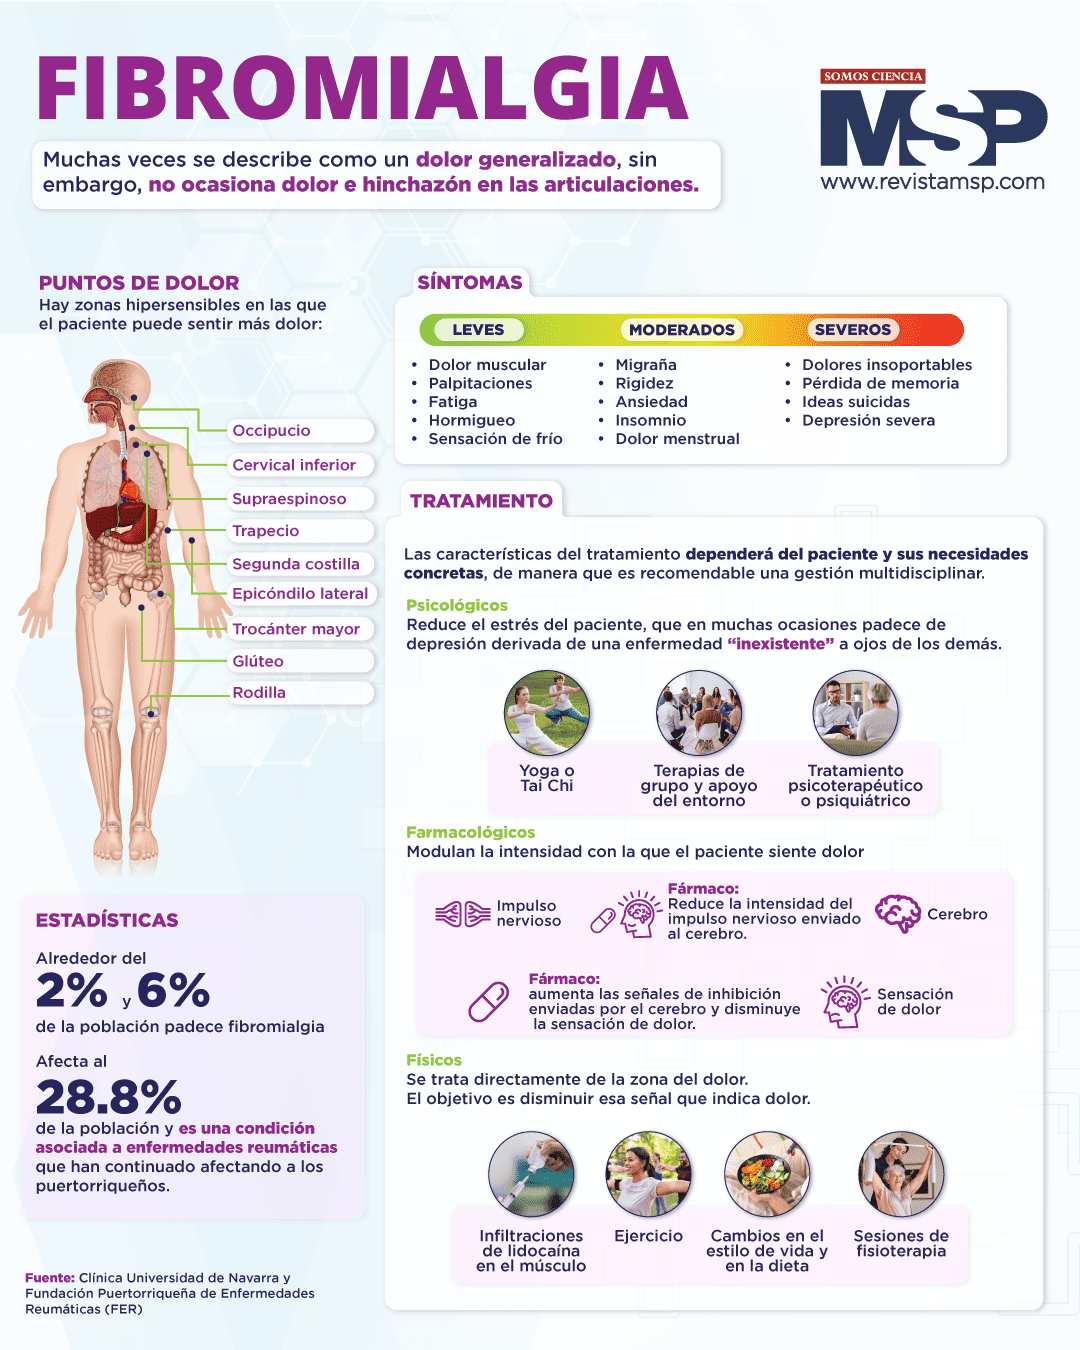 FIBROMIALGIA
Muchas veces se describe como un dolor generalizado, sin
embargo, no ocasiona dolor e hinchazón en las articulaciones.
SOMOS CIENCIA
MSP
www.revistamsp.com
PUNTOS DE DOLOR
Hay zonas hipersensibles en las que
el paciente puede sentir más dolor:
Occipucio
Cervical inferior
Supraespinoso
Trapecio
Segunda costilla
Epicóndilo lateral
Trocánter mayor
Glúteo
Rodilla
SÍNTOMAS
LEVES
• Dolor muscular
• Palpitaciones
• Fatiga
• Hormigueo
• Sensación de frío
MODERADOS
• Migraña
• Rigidez
• Ansiedad
• Insomnio
• Dolor menstrual
SEVEROS
• Dolores insoportables
• Pérdida de memoria
• Ideas suicidas
• Depresión severa
TRATAMIENTO
Las características del tratamiento dependerá del paciente y sus necesidades
concretas, de manera que es recomendable una gestión multidisciplinar.
Psicológicos
Reduce el estrés del paciente, que en muchas ocasiones padece de
depresión derivada de una enfermedad “inexistente” a ojos de los demás.
Yoga o
Tai Chi
Terapias de
grupo y apoyo
del entorno
Tratamiento
psicoterapéutico
o psiquiátrico
Farmacológicos
Modulan la intensidad con la que el paciente siente dolor
Impulso
nervioso
Fármaco:
Reduce la intensidad del
impulso nervioso enviado
al cerebro.
Cerebro
Fármaco:
aumenta las señales de inhibición
enviadas por el cerebro y disminuye
la sensación de dolor.
Sensación
de dolor
Físicos
Se trata directamente de la zona del dolor.
El objetivo es disminuir esa señal que indica dolor.
Infiltraciones
de lidocaína
en el músculo
Ejercicio
Cambios en el
estilo de vida y
en la dieta
Sesiones de
fisioterapia
ESTADÍSTICAS
Alrededor del
2% y 6%
de la población padece fibromialgia
Afecta al
28.8%
de la población y es una condición
asociada a enfermedades reumáticas
que han continuado afectando a los
puertorriqueños.
Fuente: Clínica Universidad de Navarra y
Fundación Puertorriqueña de Enfermedades
Reumáticas (FER)